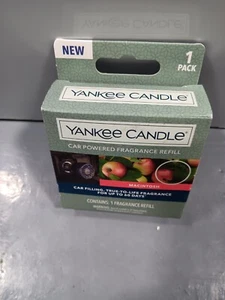 NEW
1
PACK
YANKEE CANDLE
YANKEE CANDLE
CAR POWERED FRAGRANCE REFILL
MACINTOSH
CAR FILLING, TRUE-TO-LIFE FRAGRANCE
FOR UP TO 30 DAYS
CONTAINS: 1 FRAGRANCE REFILL